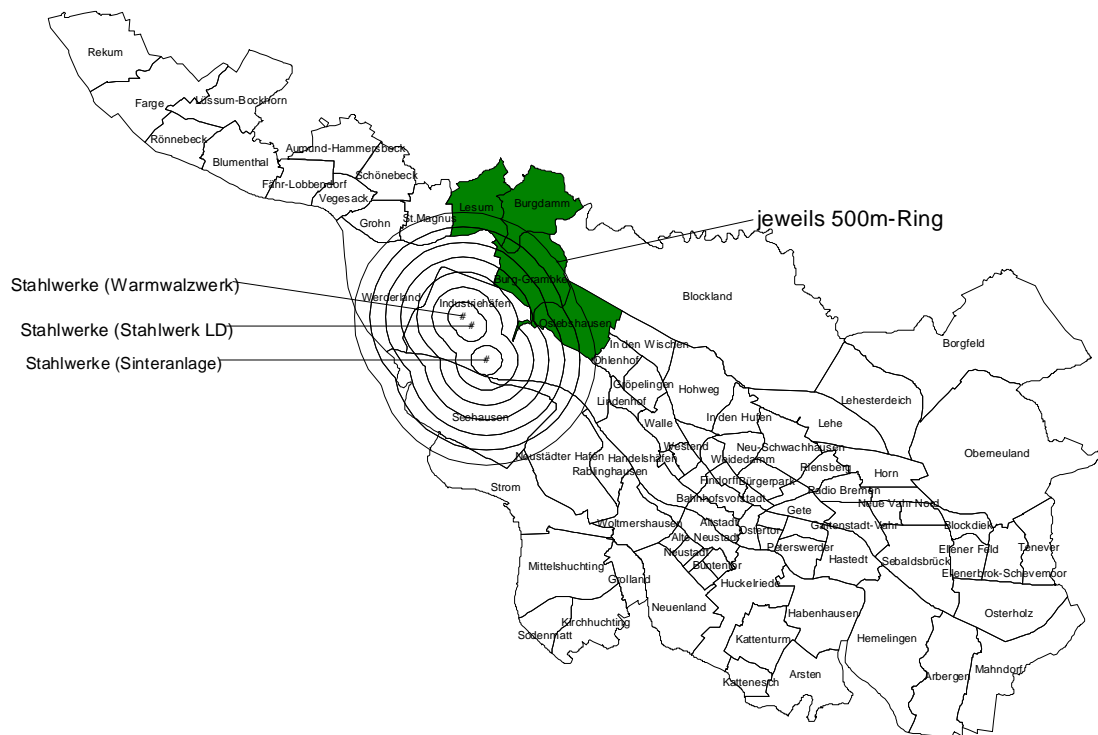 Rekum
Farge
Lüssum-Bockhorn
Rönnebeck
Blumenthal
Aumund-Hammersbeck
Fähr-Lobbendorf
Schönebeck
Vegesack
Grohn
St.Magnus
Lesum
Burgdamm
jeweils 500m-Ring
Burg-Grambke
Blockland
Stahlwerke (Warmwalzwerk)
Werderland
Industriehäfen
#
Stahlwerke (Stahlwerk LD)
#
Oslebshausen
Stahlwerke (Sinteranlage)
#
In den Wischen
Ohlenhof
Borgfeld
Gröpelingen
Hohweg
Lindenhof
Lehesterdeich
Seehausen
Walle
In den Hufen
Lehe
Neustädter Hafen
Handelshäfen
Westend
Neu-Schwachhausen
Weidedamm
Oberneuland
Rablinghausen
Riensberg
Horn
Strom
Findorff
Bürgerpark
Radio Bremen
Bahnhofsvorstadt
Neue Vahr Nord
Gete
Woltmershausen
Altstadt
Ostertor
Gartenstadt-Vahr
Blockdiek
Alte Neustadt
Neustadt
Peterswerder
Hastedt
Sebaldsbrück
Ellener Feld
Tenever
Mittelshuchting
Grolland
Buntentor
Huckelriede
Ellenerbrok-Schevemoor
Neuenland
Habenhausen
Osterholz
Kirchhuchting
Sodenmatt
Kattenturm
Hemelingen
Kattenesch
Arsten
Arbergen
Mahndorf